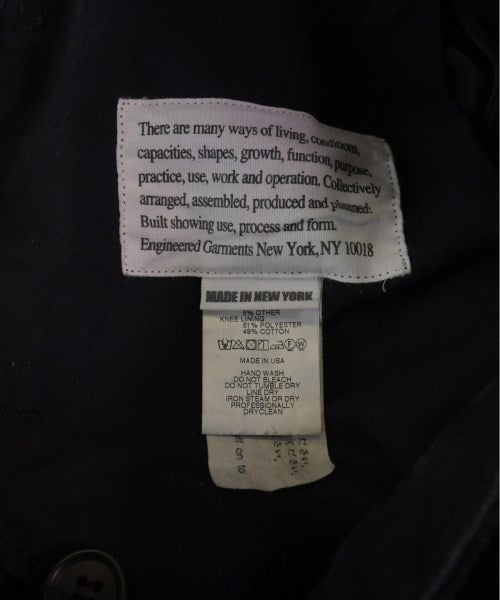 There are many ways of living, conditions,
capacities, shapes, growth, function, purpose,
practice, use, work and operation. Collectively
arranged, assembled, produced and planned.
Built showing use, process and form.
Engineered Garments New York, NY 10018
MADE IN NEW YORK
5% OTHER
KNEE LINING
51% POLYESTER
49% COTTON
MADE IN USA
HAND WASH
DO NOT BLEACH
DO NOT TUMBLE DRY
LINE DRY
IRON STEAM OR DRY
PROFESSIONALLY
DRYCLEAN
on to